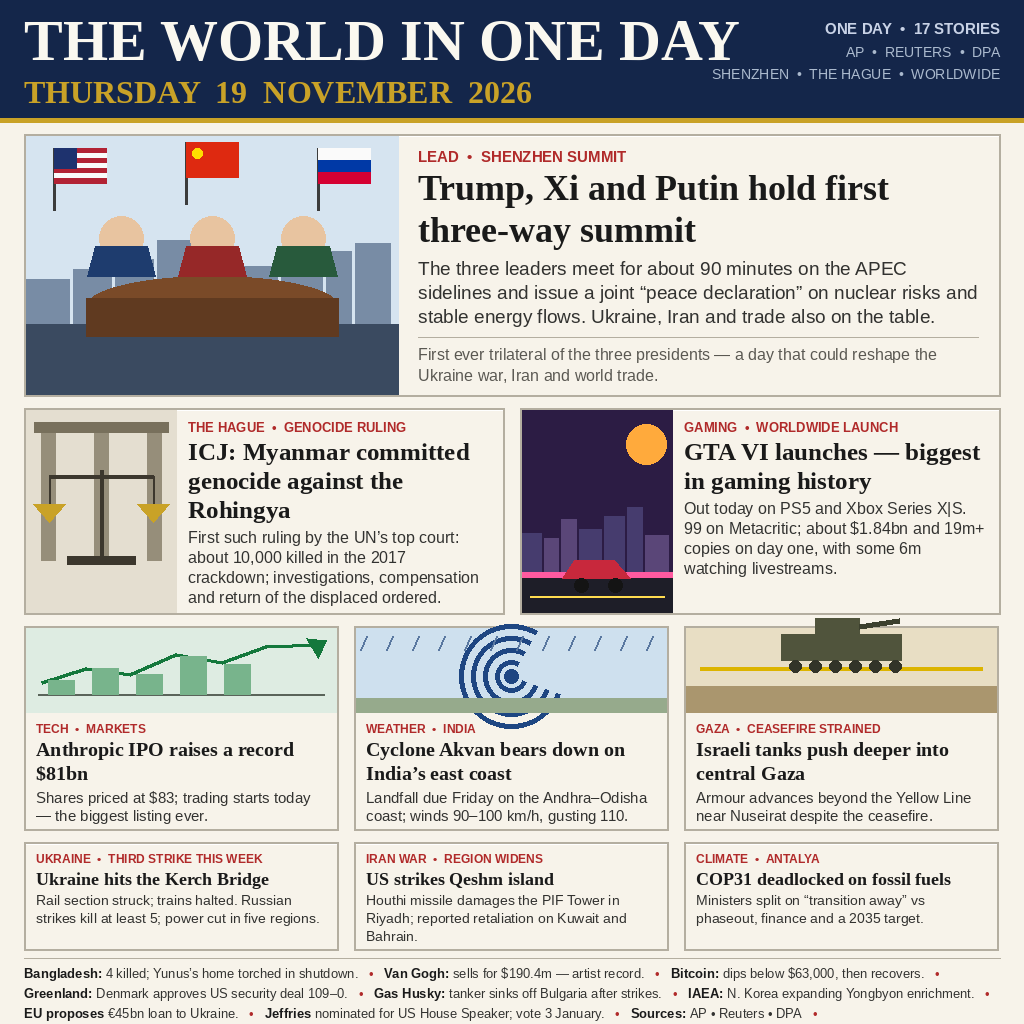 THE WORLD IN ONE DAY
THURSDAY 19 NOVEMBER 2026
ONE DAY • 17 STORIES
AP • REUTERS • DPA
SHENZHEN • THE HAGUE • WORLDWIDE
LEAD • SHENZHEN SUMMIT
Trump, Xi and Putin hold first
three-way summit
The three leaders meet for about 90 minutes on the APEC
sidelines and issue a joint “peace declaration” on nuclear risks and
stable energy flows. Ukraine, Iran and trade also on the table.
First ever trilateral of the three presidents — a day that could reshape the
Ukraine war, Iran and world trade.
THE HAGUE • GENOCIDE RULING
ICJ: Myanmar committed
genocide against the
Rohingya
First such ruling by the UN’s top court:
about 10,000 killed in the 2017
crackdown; investigations, compensation
and return of the displaced ordered.
GAMING • WORLDWIDE LAUNCH
GTA VI launches — biggest
in gaming history
Out today on PS5 and Xbox Series X|S.
99 on Metacritic; about $1.84bn and 19m+
copies on day one, with some 6m
watching livestreams.
TECH • MARKETS
Anthropic IPO raises a record
$81bn
Shares priced at $83; trading starts today
— the biggest listing ever.
WEATHER • INDIA
Cyclone Akvan bears down on
India’s east coast
Landfall due Friday on the Andhra–Odisha
coast; winds 90–100 km/h, gusting 110.
GAZA • CEASEFIRE STRAINED
Israeli tanks push deeper into
central Gaza
Armour advances beyond the Yellow Line
near Nuseirat despite the ceasefire.
UKRAINE • THIRD STRIKE THIS WEEK
Ukraine hits the Kerch Bridge
Rail section struck; trains halted. Russian
strikes kill at least 5; power cut in five regions.
IRAN WAR • REGION WIDENS
US strikes Qeshm island
Houthi missile damages the PIF Tower in
Riyadh; reported retaliation on Kuwait and
Bahrain.
CLIMATE • ANTALYA
COP31 deadlocked on fossil fuels
Ministers split on “transition away” vs
phaseout, finance and a 2035 target.
Bangladesh: 4 killed; Yunus’s home torched in shutdown. • Van Gogh: sells for $190.4m — artist record. • Bitcoin: dips below $63,000, then recovers. •
Greenland: Denmark approves US security deal 109–0. • Gas Husky: tanker sinks off Bulgaria after strikes. • IAEA: N. Korea expanding Yongbyon enrichment. •
EU proposes €45bn loan to Ukraine. • Jeffries nominated for US House Speaker; vote 3 January. • Sources: AP • Reuters • DPA •